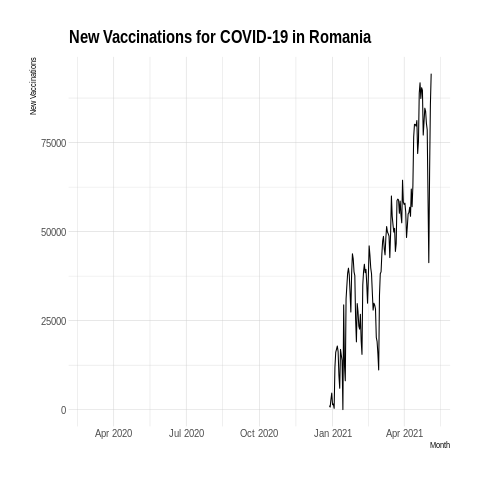 New Vaccinations for COVID-19 in Romania
New Vaccinations
75000
50000
25000
0
Apr 2020 Jul 2020 Oct 2020 Jan 2021 Apr 2021
Month